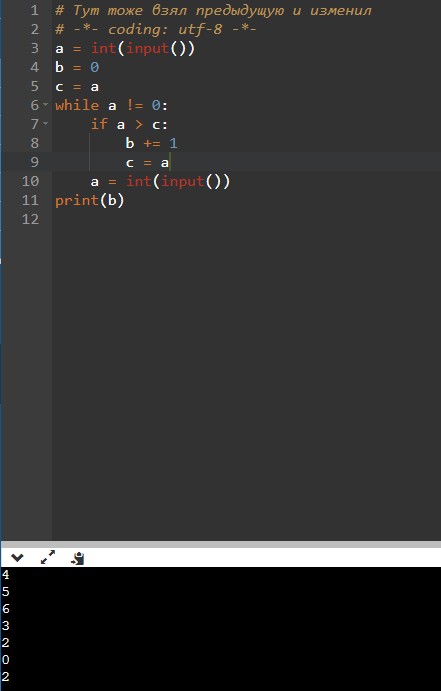 1 # Тут тоже взял предыдущую и изменил
2 # -*- coding: utf-8 -*-
3 a = int(input())
4 b = 0
5 c = a
6 while a != 0:
7     if a > c:
8         b += 1
9         c = a
10     a = int(input())
11 print(b)
12
4
5
6
3
2
0
2